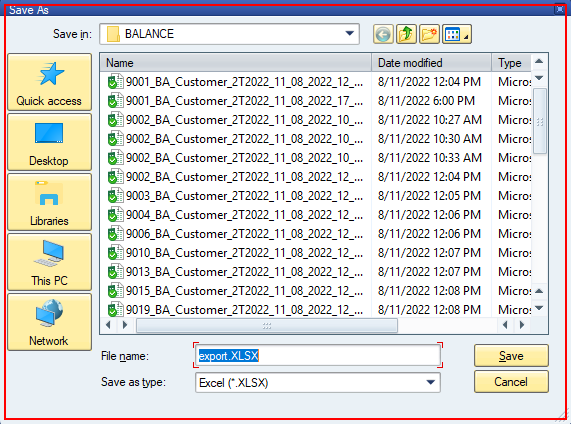 Save As
Save in: BALANCE
Name Date modified Type
9001_BA_Customer_2T2022_11_08_2022_12_... 8/11/2022 12:04 PM Micros
9001_BA_Customer_2T2022_11_08_2022_17_... 8/11/2022 6:00 PM Micros
9002_BA_Customer_2T2022_11_08_2022_10_... 8/11/2022 10:27 AM Micros
9002_BA_Customer_2T2022_11_08_2022_10_... 8/11/2022 10:30 AM Micros
9002_BA_Customer_2T2022_11_08_2022_10_... 8/11/2022 10:33 AM Micros
9002_BA_Customer_2T2022_11_08_2022_12_... 8/11/2022 12:04 PM Micros
9003_BA_Customer_2T2022_11_08_2022_12_... 8/11/2022 12:05 PM Micros
9004_BA_Customer_2T2022_11_08_2022_12_... 8/11/2022 12:06 PM Micros
9006_BA_Customer_2T2022_11_08_2022_12_... 8/11/2022 12:06 PM Micros
9010_BA_Customer_2T2022_11_08_2022_12_... 8/11/2022 12:07 PM Micros
9013_BA_Customer_2T2022_11_08_2022_12_... 8/11/2022 12:07 PM Micros
9015_BA_Customer_2T2022_11_08_2022_12_... 8/11/2022 12:08 PM Micros
9019_BA_Customer_2T2022_11_08_2022_12_... 8/11/2022 12:08 PM Micros
Quick access
Desktop
Libraries
This PC
Network
File name: export.XLSX Save
Save as type: Excel (*.XLSX) Cancel